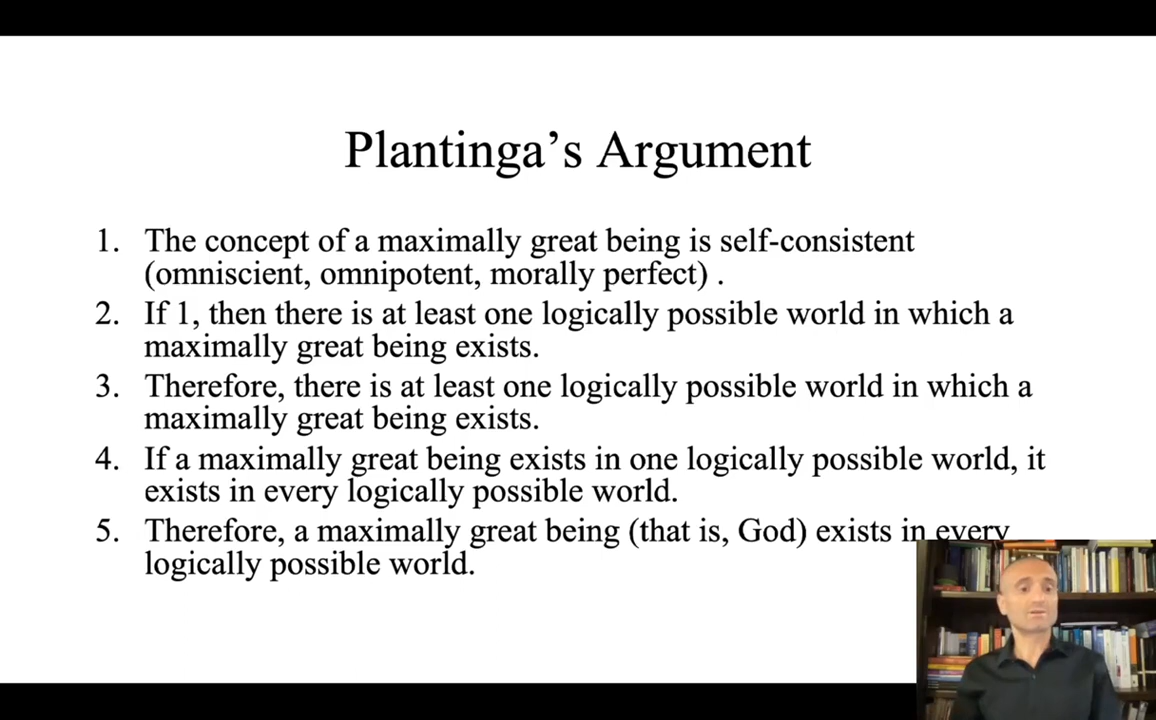 Plantinga's Argument
1. The concept of a maximally great being is self-consistent
(omniscient, omnipotent, morally perfect) .
2. If 1, then there is at least one logically possible world in which a
maximally great being exists.
3. Therefore, there is at least one logically possible world in which a
maximally great being exists.
4. If a maximally great being exists in one logically possible world, it
exists in every logically possible world.
5. Therefore, a maximally great being (that is, God) exists in every
logically possible world.